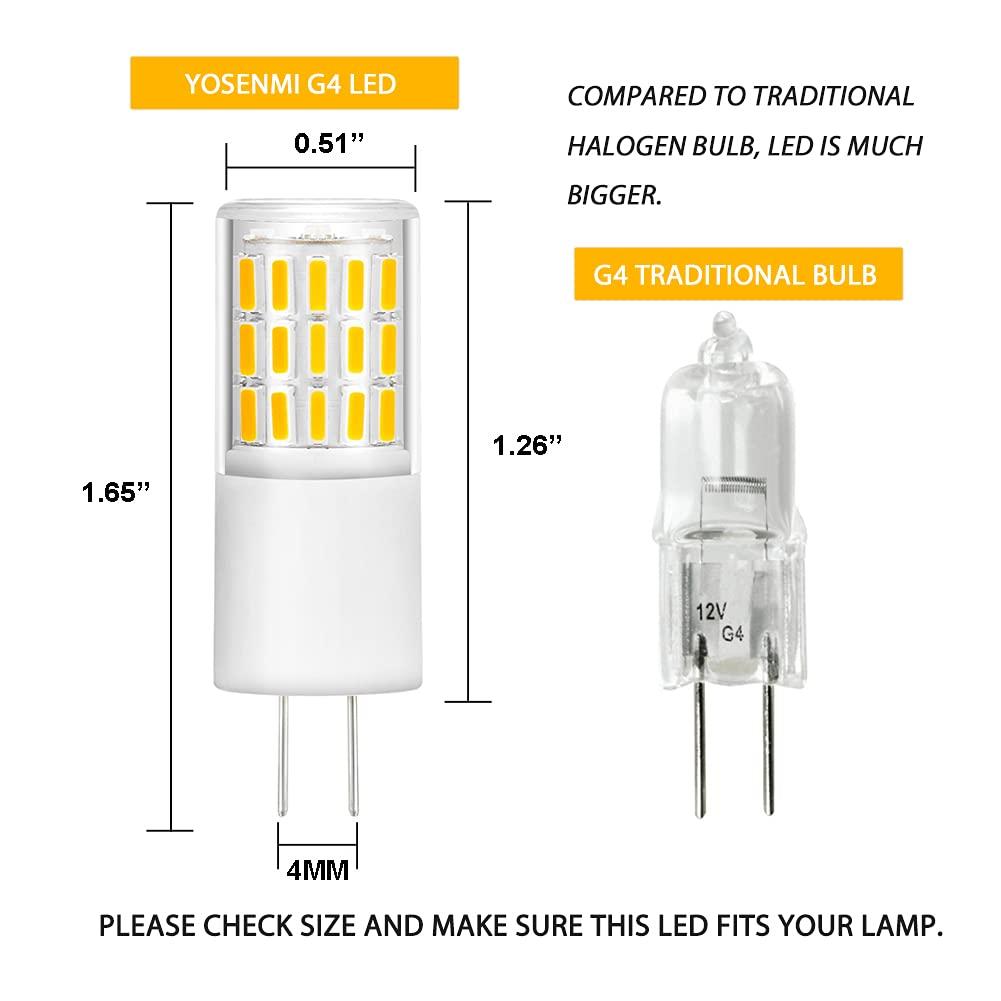 YOSENMI G4 LED
0.51”
1.65”
1.26”
4MM
COMPARED TO TRADITIONAL
HALOGEN BULB, LED IS MUCH
BIGGER.
G4 TRADITIONAL BULB
12V
G4
PLEASE CHECK SIZE AND MAKE SURE THIS LED FITS YOUR LAMP.